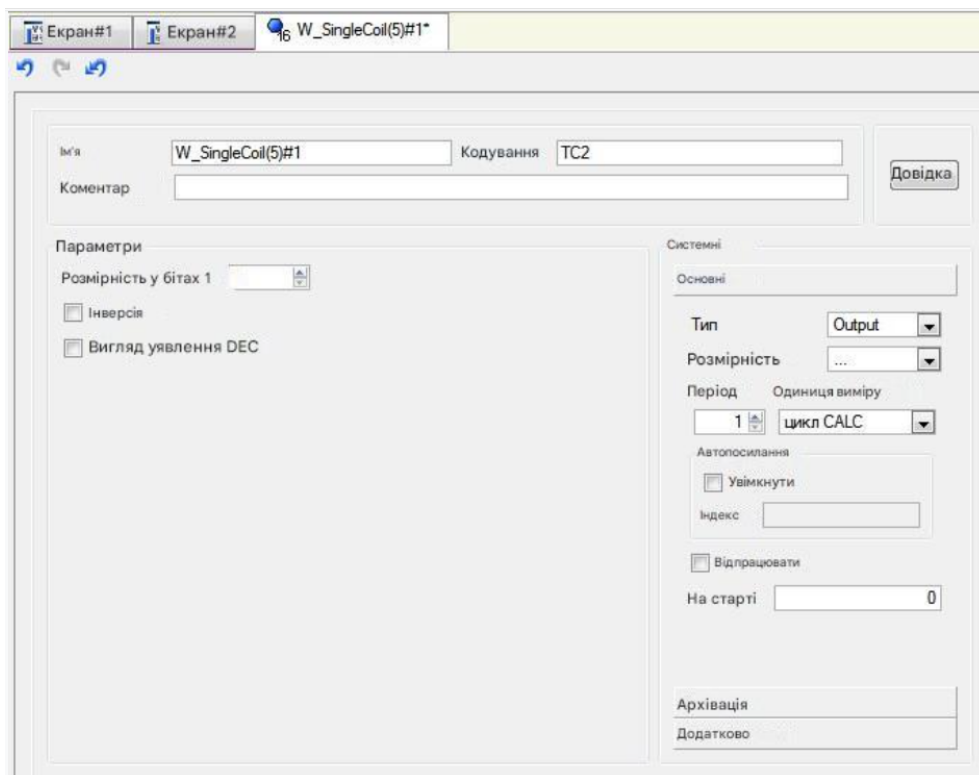 Екран#1 Екран#2 16 W_SingleCoil(5)#1*
Ім'я W_SingleCoil(5)#1 Кодування TC2
Коментар
Довідка
Параметри
Розмірність у бітах 1
Інверсія
Вигляд уявлення DEC
Системні
Основні
Тип Output
Розмірність ...
Період Одиниця виміру
1 цикл CALC
Автопосилання
Увімкнути
Індекс
Відпрацювати
На старті 0
Архівація
Додатково